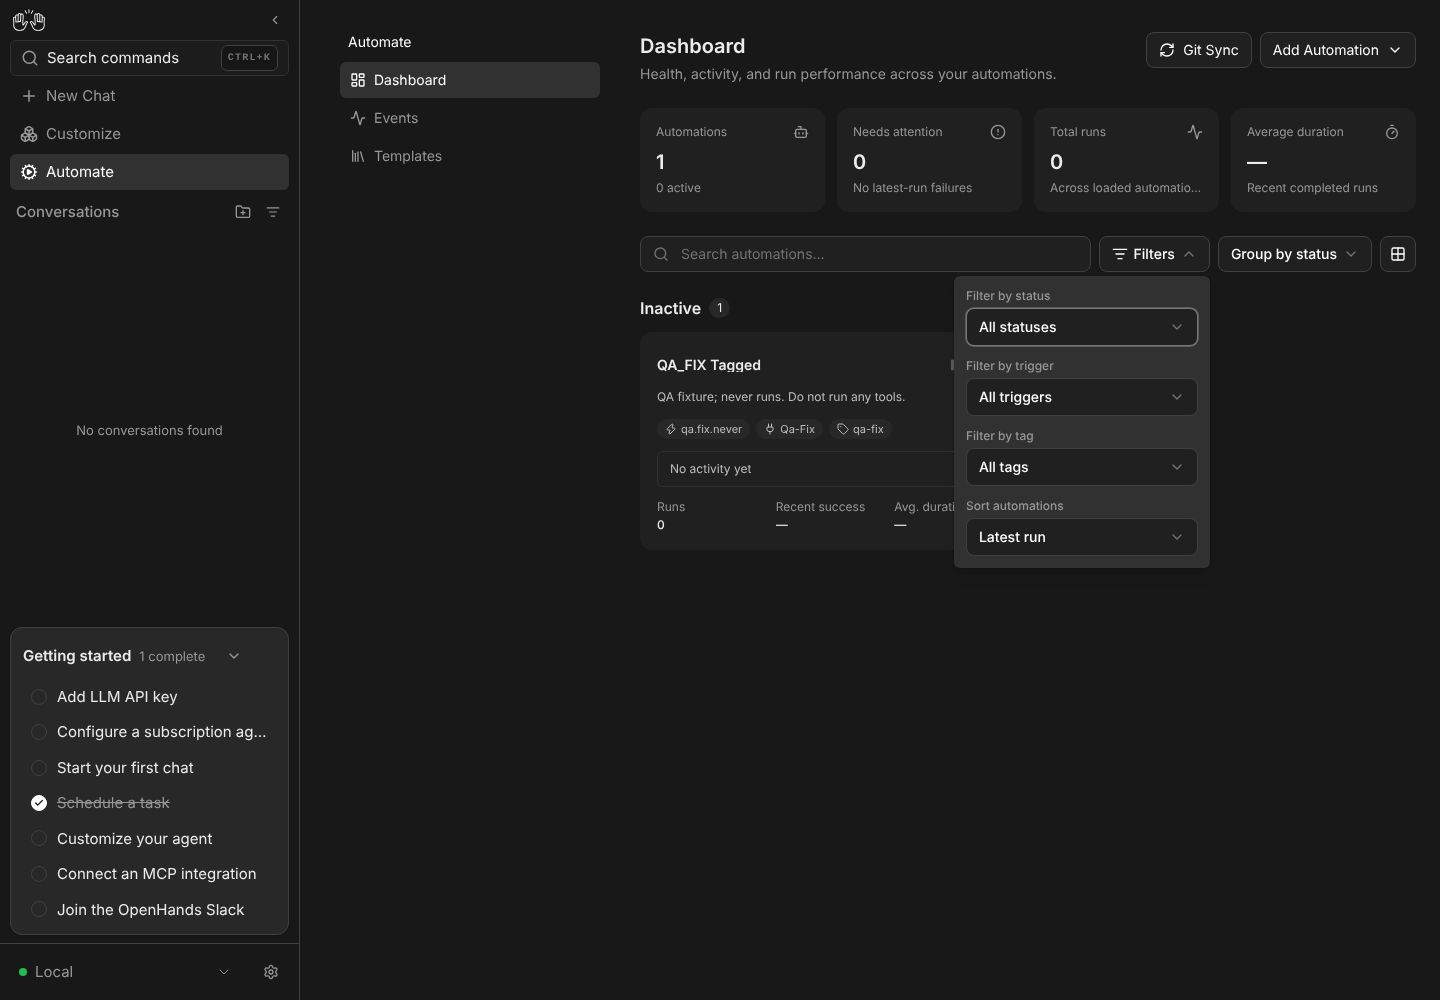 Search commands
CTRL+K
New Chat
Customize
Automate
Conversations
No conversations found
Getting started 1 complete
Add LLM API key
Configure a subscription ag...
Start your first chat
Schedule a task
Customize your agent
Connect an MCP integration
Join the OpenHands Slack
Local
Automate
Dashboard
Events
Templates
Dashboard
Health, activity, and run performance across your automations.
Git Sync
Add Automation
Automations
1
0 active
Needs attention
0
No latest-run failures
Total runs
0
Across loaded automatio...
Average duration
—
Recent completed runs
Search automations...
Filters
Group by status
Inactive 1
QA_FIX Tagged
QA fixture; never runs. Do not run any tools.
qa.fix.never Qa-Fix qa-fix
No activity yet
Runs
0
Recent success
—
Avg. durati
—
Filter by status
All statuses
Filter by trigger
All triggers
Filter by tag
All tags
Sort automations
Latest run